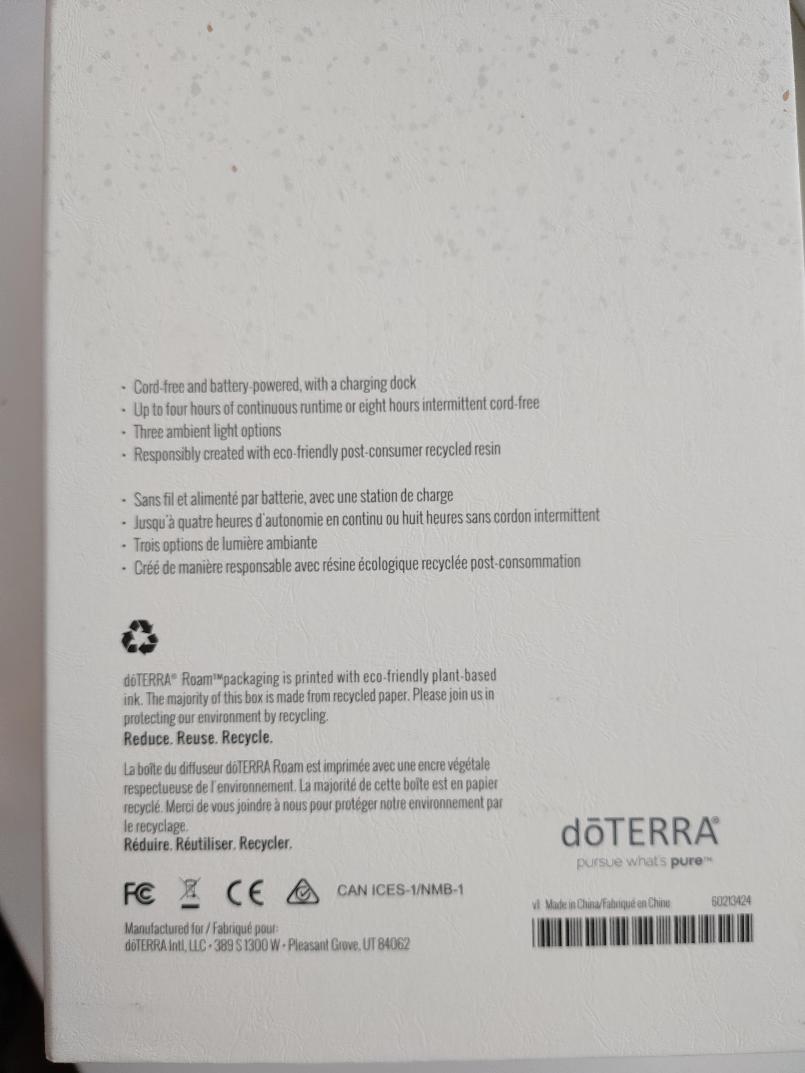 · Cord-free and battery-powered, with a charging dock
· Up to four hours of continuous runtime or eight hours intermittent cord-free
· Three ambient light options
· Responsibly created with eco-friendly post-consumer recycled resin
· Sans fil et alimenté par batterie, avec une station de charge
· Jusqu'à quatre heures d'autonomie en continu ou huit heures sans cordon intermittent
· Trois options de lumière ambiante
· Créé de manière responsable avec résine écologique recyclée post-consommation
dōTERRA® Roam™packaging is printed with eco-friendly plant-based
ink. The majority of this box is made from recycled paper. Please join us in
protecting our environment by recycling.
Reduce. Reuse. Recycle.
La boîte du diffuseur dōTERRA Roam est imprimée avec une encre végétale
respectueuse de l'environnement. La majorité de cette boîte est en papier
recyclé. Merci de vous joindre à nous pour protéger notre environnement par
le recyclage.
Réduire. Réutiliser. Recycler.
dōTERRA®
pursue what's pure™
FC CE CAN ICES-1/NMB-1
v1 Made in China/Fabriqué en Chine 60213424
Manufactured for / Fabriqué pour:
dōTERRA Intl, LLC • 389 S 1300 W • Pleasant Grove, UT 84062